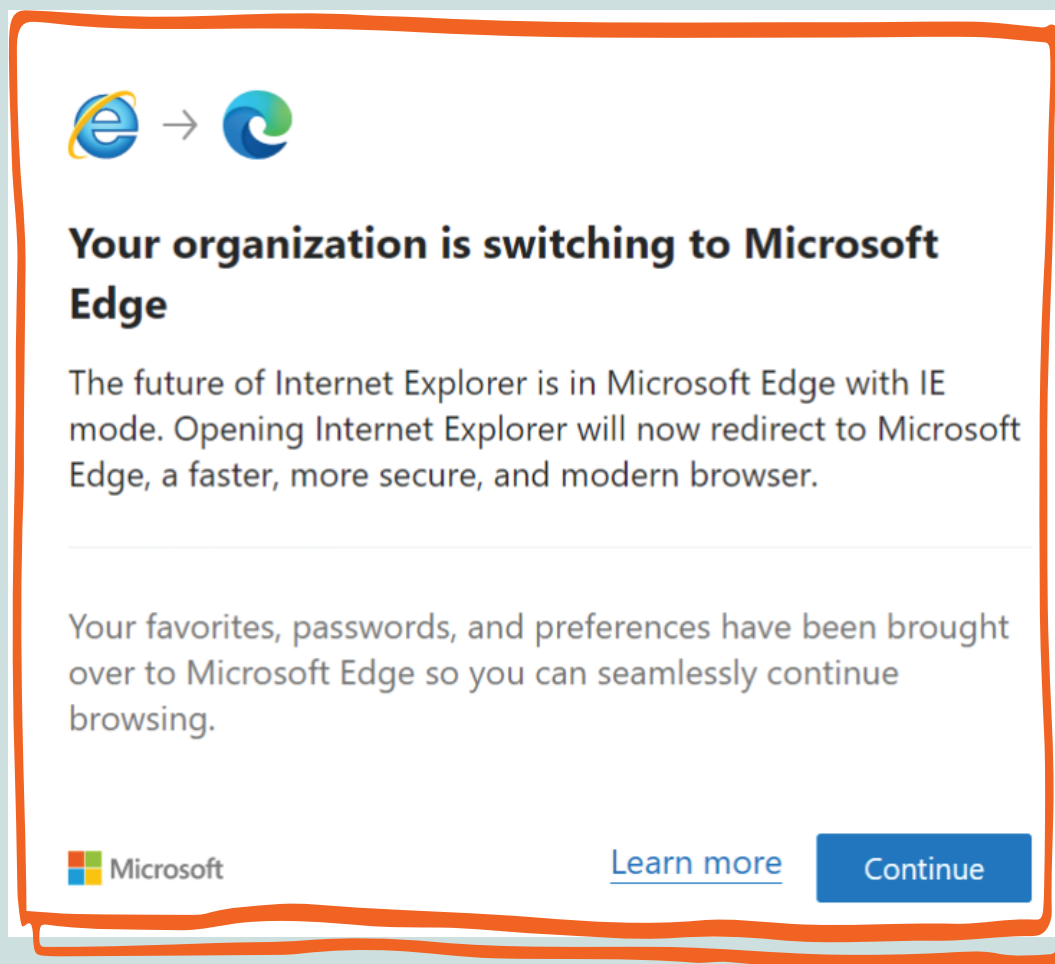 Your organization is switching to Microsoft
Edge
The future of Internet Explorer is in Microsoft Edge with IE
mode. Opening Internet Explorer will now redirect to Microsoft
Edge, a faster, more secure, and modern browser.
Your favorites, passwords, and preferences have been brought
over to Microsoft Edge so you can seamlessly continue
browsing.
Microsoft
Learn more
Continue